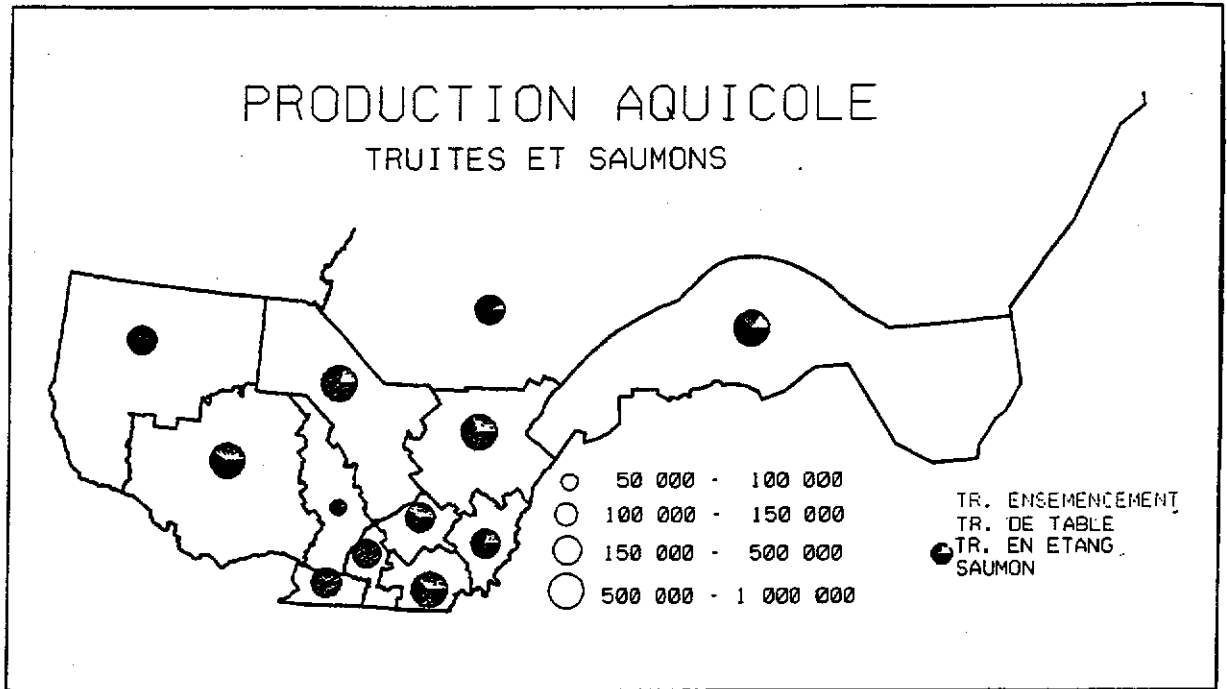 PRODUCTION AQUICOLE
TRUITES ET SAUMONS
50 000 - 100 000
100 000 - 150 000
150 000 - 500 000
500 000 - 1 000 000
TR. ENSEMENCEMENT
TR. DE TABLE
TR. EN ETANG
SAUMON